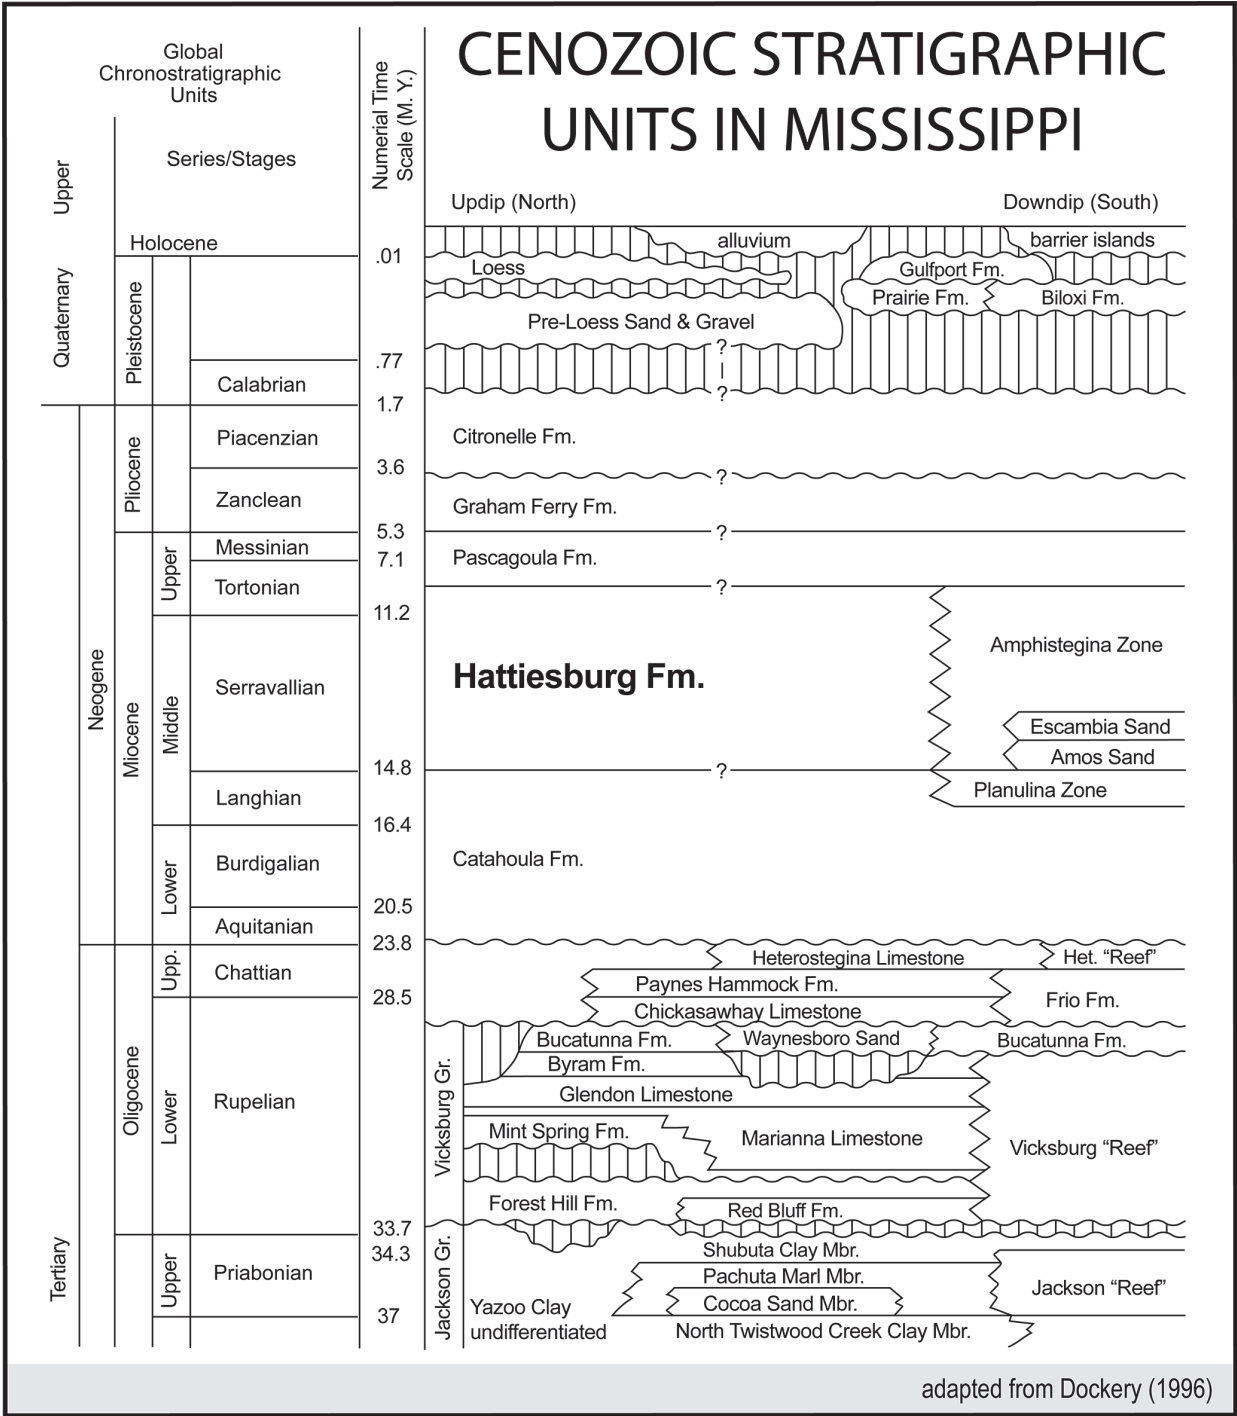 CENOZOIC STRATIGRAPHIC
UNITS IN MISSISSIPPI
Global
Chronostratigraphic
Units
Series/Stages
Numerial Time
Scale (M. Y.)
Upper
Quaternary
Tertiary
Neogene
Updip (North)
Downdip (South)
Holocene
.01
Pleistocene
.77
Calabrian
1.7
Pliocene
Piacenzian
3.6
Zanclean
5.3
Miocene
Upper
Messinian
7.1
Tortonian
11.2
Middle
Serravallian
14.8
Langhian
16.4
Lower
Burdigalian
20.5
Aquitanian
23.8
Oligocene
Upp.
Chattian
28.5
Lower
Rupelian
33.7
34.3
Upper
Priabonian
37
alluvium
barrier islands
Loess
Gulfport Fm.
Prairie Fm.
Biloxi Fm.
Pre-Loess Sand & Gravel
?
?
Citronelle Fm.
?
Graham Ferry Fm.
?
Pascagoula Fm.
?
Amphistegina Zone
Hattiesburg Fm.
Escambia Sand
Amos Sand
?
Planulina Zone
Catahoula Fm.
Heterostegina Limestone
Het. “Reef”
Paynes Hammock Fm.
Frio Fm.
Chickasawhay Limestone
Vicksburg Gr.
Bucatunna Fm.
Waynesboro Sand
Bucatunna Fm.
Byram Fm.
Glendon Limestone
Mint Spring Fm.
Marianna Limestone
Vicksburg “Reef”
Forest Hill Fm.
Red Bluff Fm.
Jackson Gr.
Shubuta Clay Mbr.
Pachuta Marl Mbr.
Jackson “Reef”
Cocoa Sand Mbr.
Yazoo Clay
undifferentiated
North Twistwood Creek Clay Mbr.
adapted from Dockery (1996)